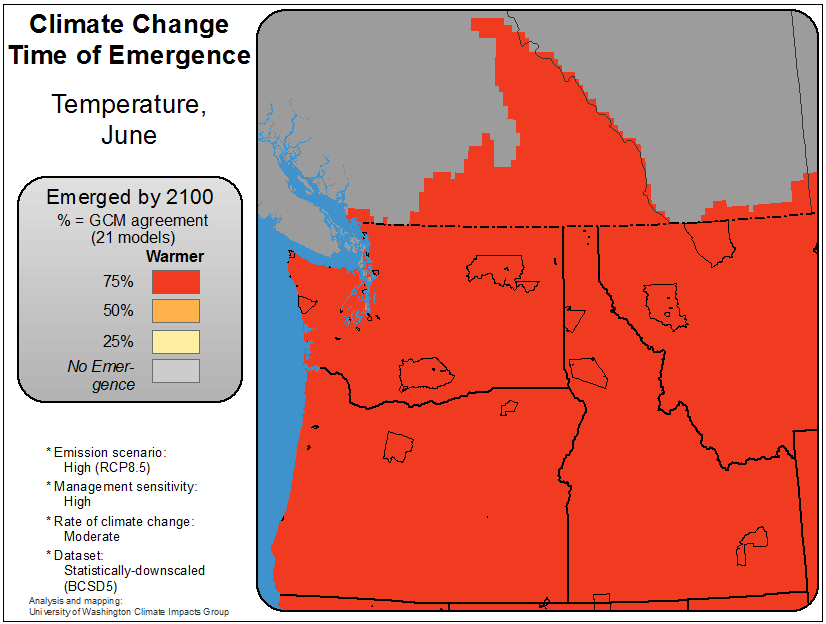 Climate Change
Time of Emergence
Temperature,
June
Emerged by 2100
% = GCM agreement
(21 models)
Warmer
75%
50%
25%
No Emer-
gence
* Emission scenario:
High (RCP8.5)
* Management sensitivity:
High
* Rate of climate change:
Moderate
* Dataset:
Statistically-downscaled
(BCSD5)
Analysis and mapping:
University of Washington Climate Impacts Group